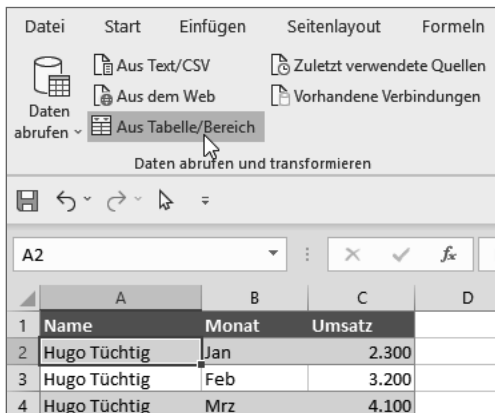 Datei Start Einfügen Seitenlayout Formeln
Aus Text/CSV Zuletzt verwendete Quellen
Aus dem Web Vorhandene Verbindungen
Daten abrufen Aus Tabelle/Bereich
Daten abrufen und transformieren
A2 fx
A B C D
1 Name Monat Umsatz
2 Hugo Tüchtig Jan 2.300
3 Hugo Tüchtig Feb 3.200
4 Hugo Tüchtig Mrz 4.100